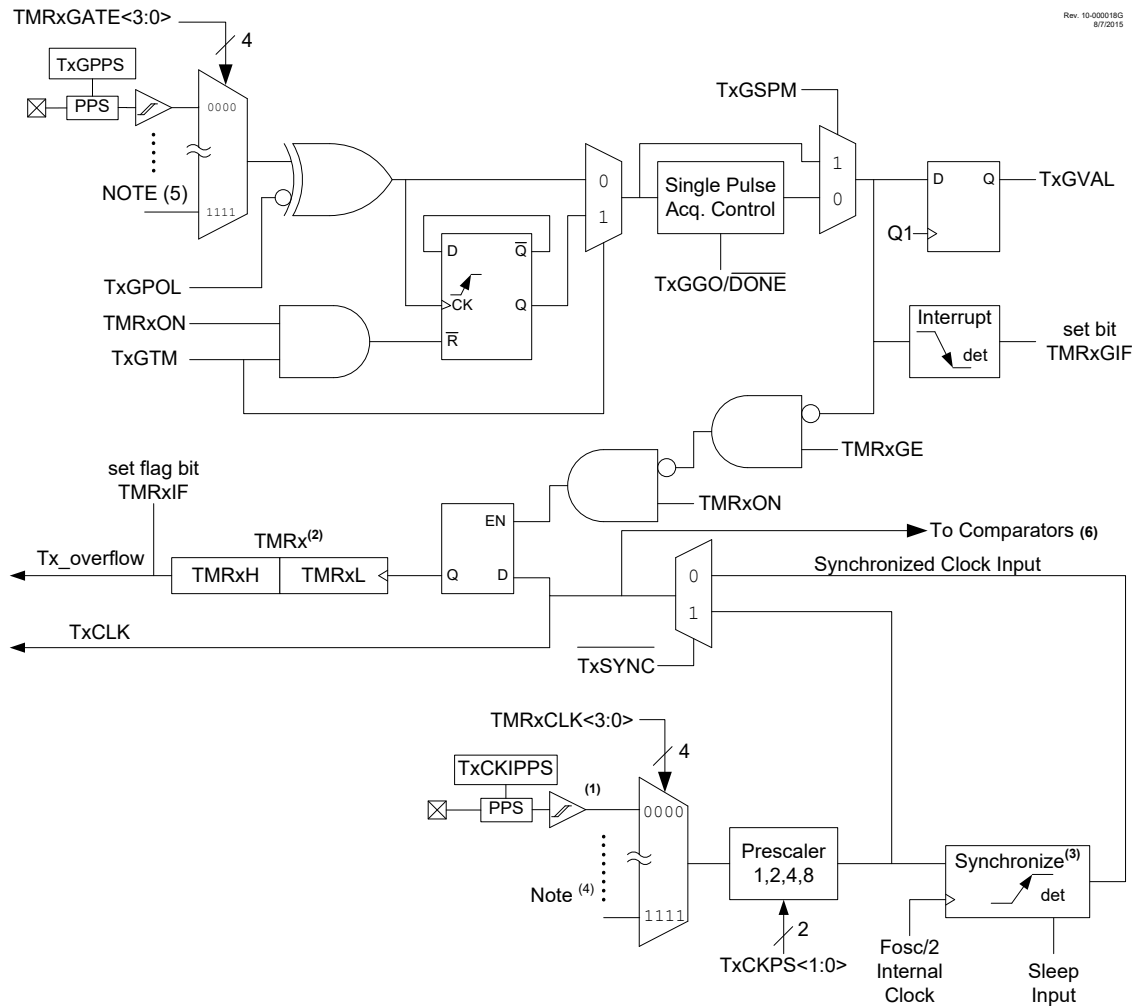 Rev. 10-000018G
8/7/2015
TMRxGATE<3:0>
4
TxGPPS
PPS
0000
NOTE (5)
1111
TxGPOL
TMRxON
TxGTM
D
Q
CK
Q
R
0
1
Single Pulse
Acq. Control
TxGGO/DONE
TxGSPM
1
0
D
Q
Q1
TxGVAL
Interrupt
det
set bit
TMRxGIF
TMRxGE
TMRxON
set flag bit
TMRxIF
Tx_overflow
TMRx(2)
TMRxH
TMRxL
EN
Q
D
TxCLK
To Comparators (6)
Synchronized Clock Input
0
1
TxSYNC
TMRxCLK<3:0>
4
TxCKIPPS
PPS
(1)
0000
Note (4)
1111
Prescaler
1,2,4,8
2
TxCKPS<1:0>
Synchronize(3)
det
Fosc/2
Internal
Clock
Sleep
Input